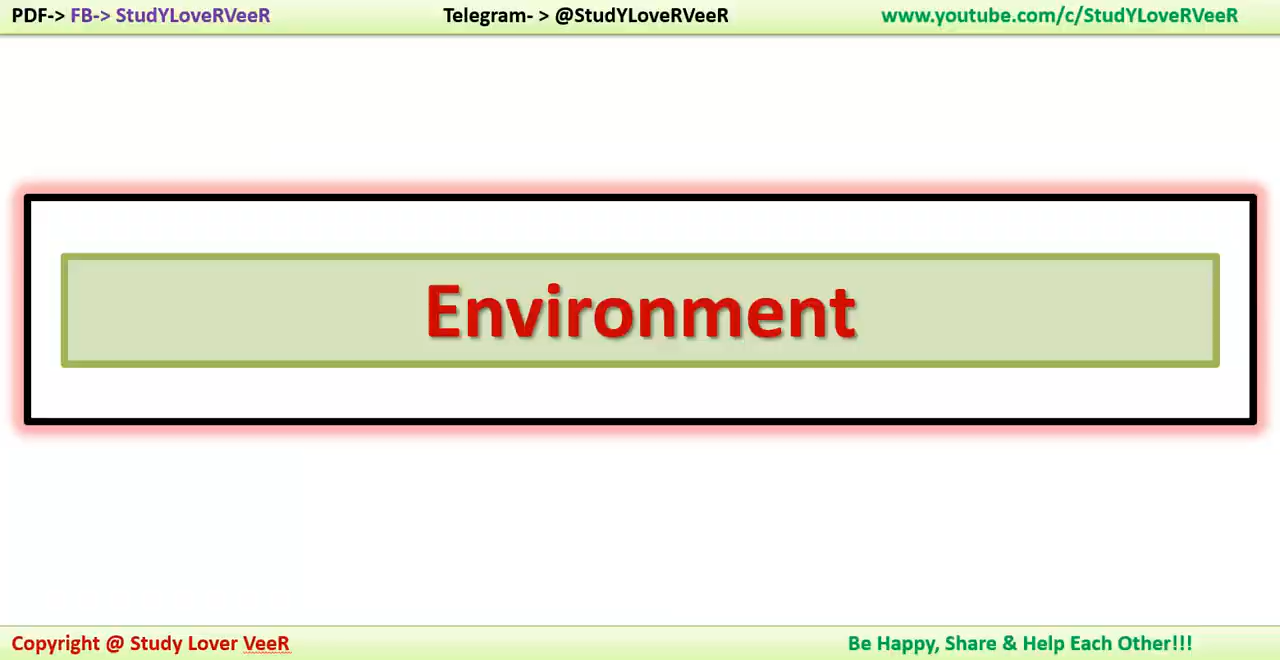 PDF-> FB-> StudYLoveRVeeR Telegram- > @StudYLoveRVeeR www.youtube.com/c/StudYLoveRVeeR
Environment
Copyright @ Study Lover VeeR Be Happy, Share & Help Each Other!!!